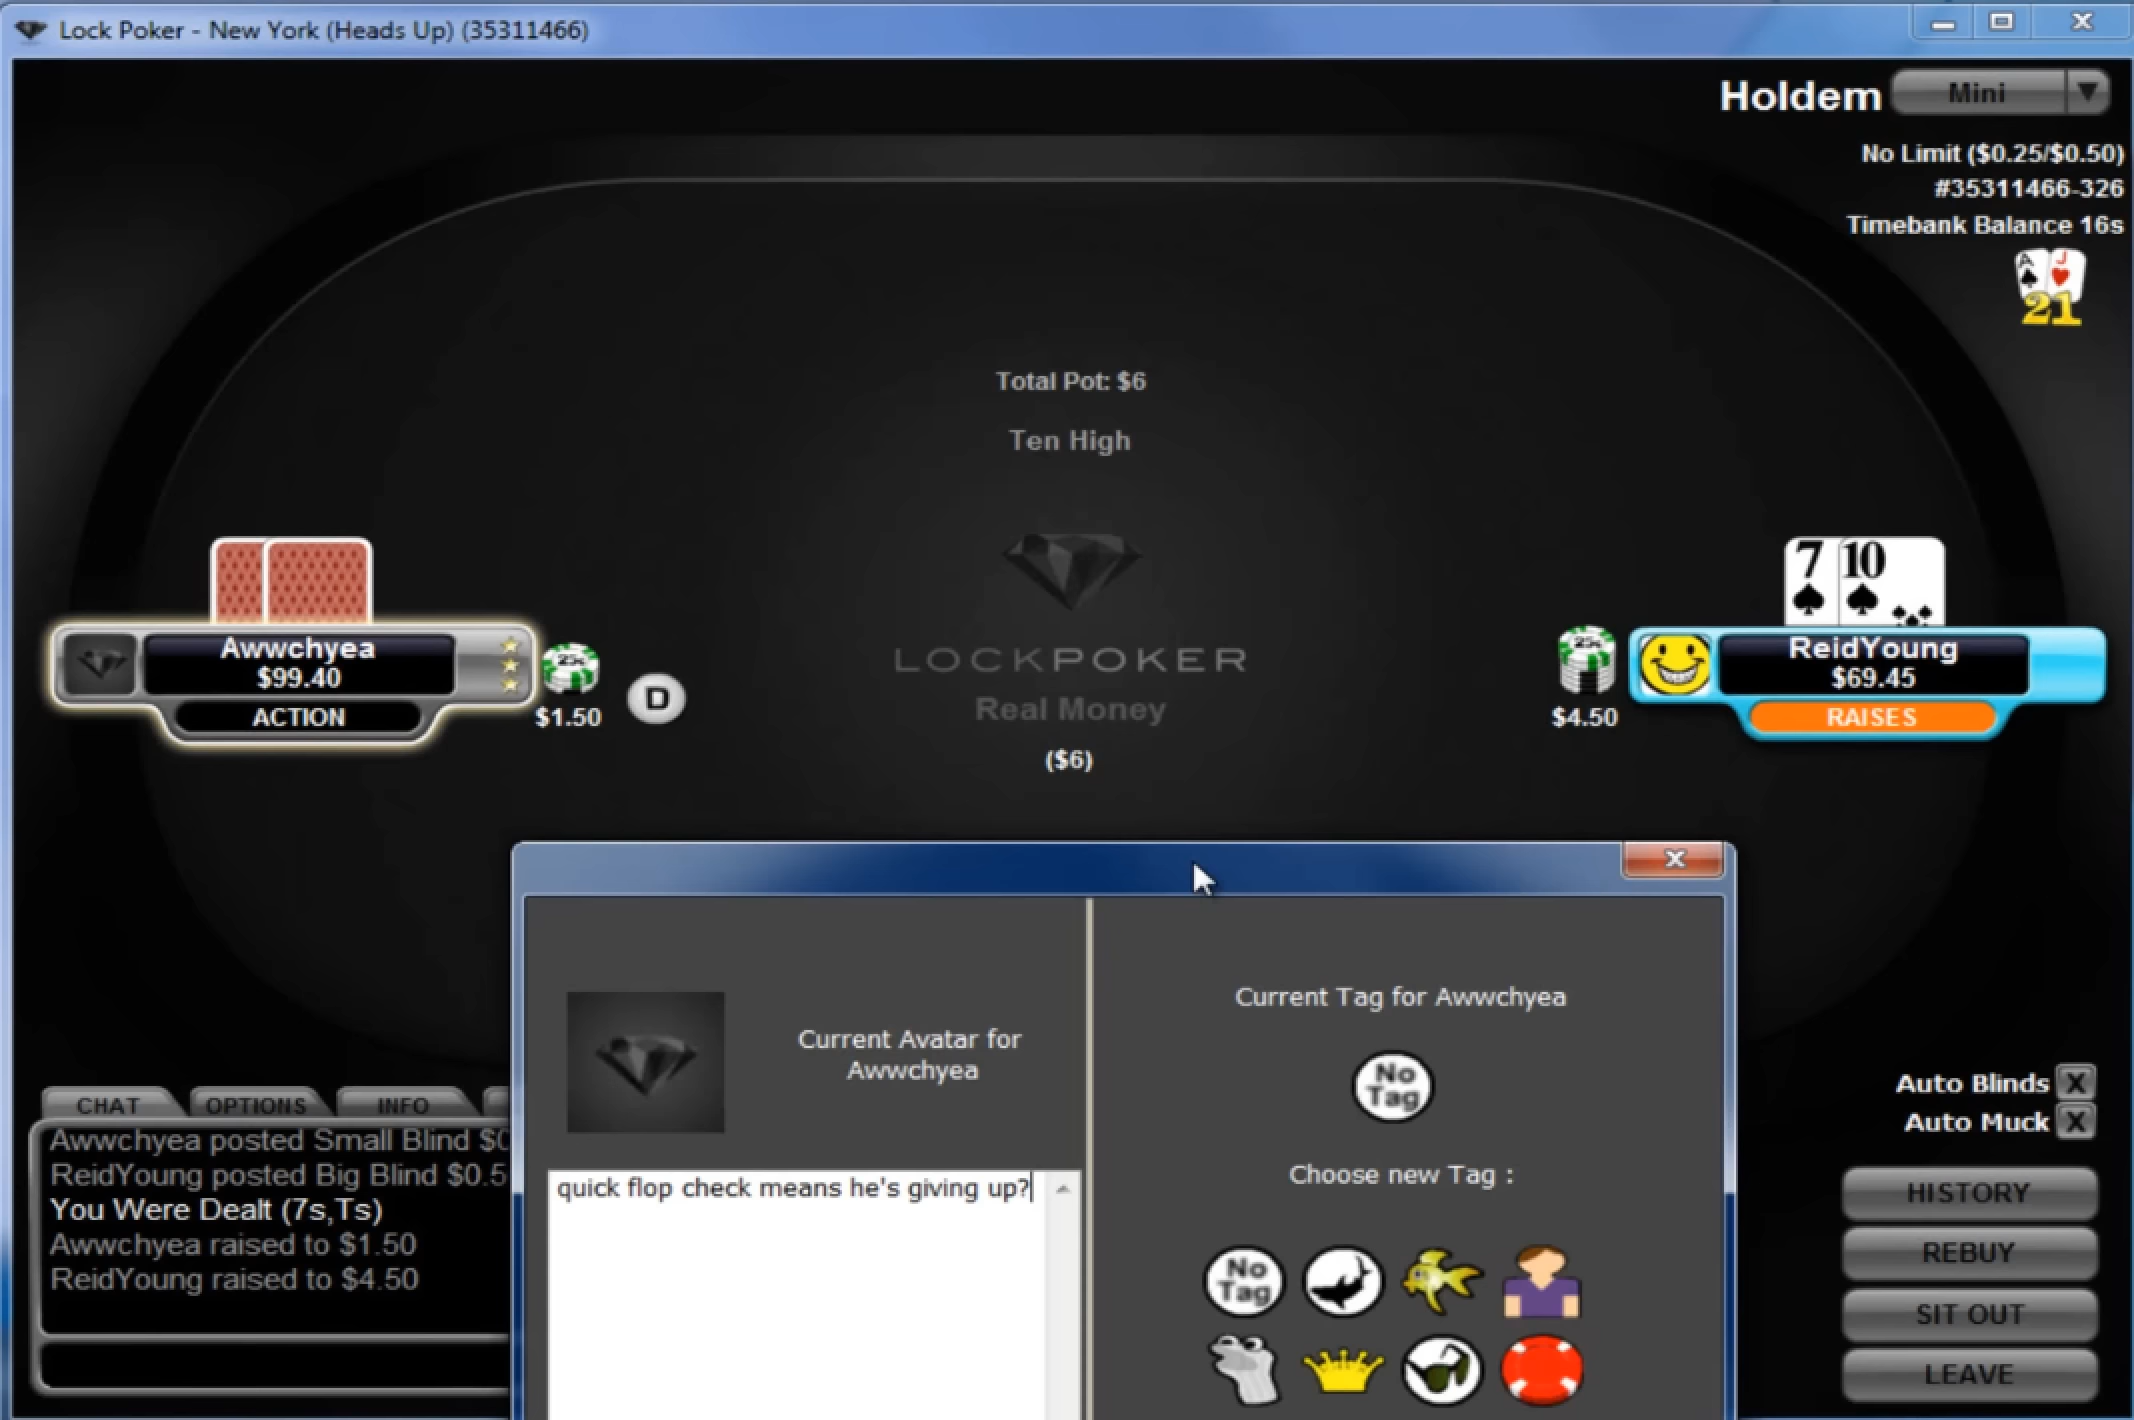 Lock Poker - New York (Heads Up) (35311466)
Holdem
Mini
No Limit ($0.25/$0.50)
#35311466-326
Timebank Balance 16s
A J
21
Total Pot: $6
Ten High
7 10
Awwchyea
$99.40
ACTION
25¢
$1.50
D
LOCKPOKER
Real Money
($6)
25¢
$4.50
ReidYoung
$69.45
RAISES
Current Avatar for
Awwchyea
quick flop check means he's giving up?
Current Tag for Awwchyea
No
Tag
Choose new Tag :
No
Tag
CHAT
OPTIONS
INFO
Awwchyea posted Small Blind $0
ReidYoung posted Big Blind $0.5
You Were Dealt (7s,Ts)
Awwchyea raised to $1.50
ReidYoung raised to $4.50
Auto Blinds X
Auto Muck X
HISTORY
REBUY
SIT OUT
LEAVE